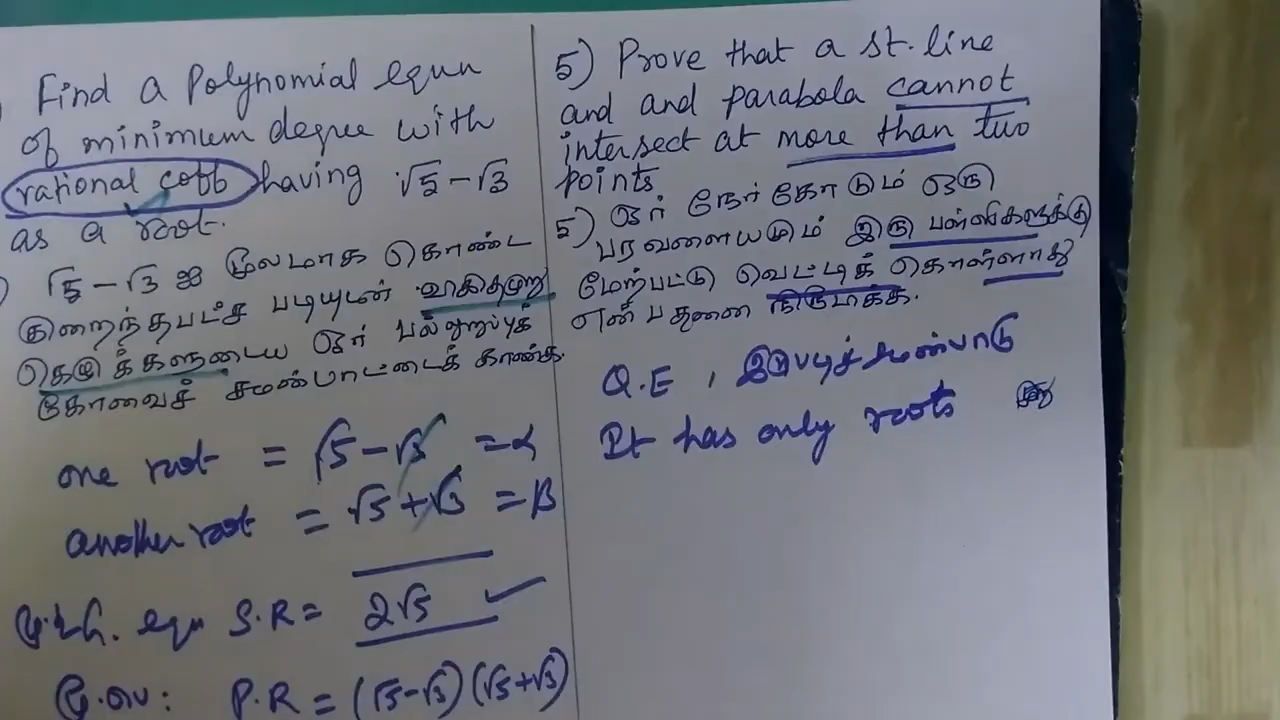 ) Find a Polynomial equn
of minimum degree with
rational coff having √5 - √3
as a root.
) √5 - √3 ஐ மூலமாக கொண்ட
குறைந்தபட்ச படியுடன் விகிதமுறு
கெழுக்களுடைய ஓர் பல்லுறுப்புக்
கோவைச் சமன்பாட்டைக் காண்க.
one root = √5 - √3 = α
another root = √5 + √3 = β
equn S.R = 2√5
P.R = (√5-√3)(√5+√3)
5) Prove that a st. line
and and parabola cannot
intersect at more than two
points
5) ஓர் நேர்கோடும் ஒரு
பரவளையமும் இரு புள்ளிகளுக்கு
மேற்பட்டு வெட்டிக் கொள்ளாது
என்பதனை நிரூபிக்க.
Q.E, இருபடிச் சமன்பாடு
It has only roots